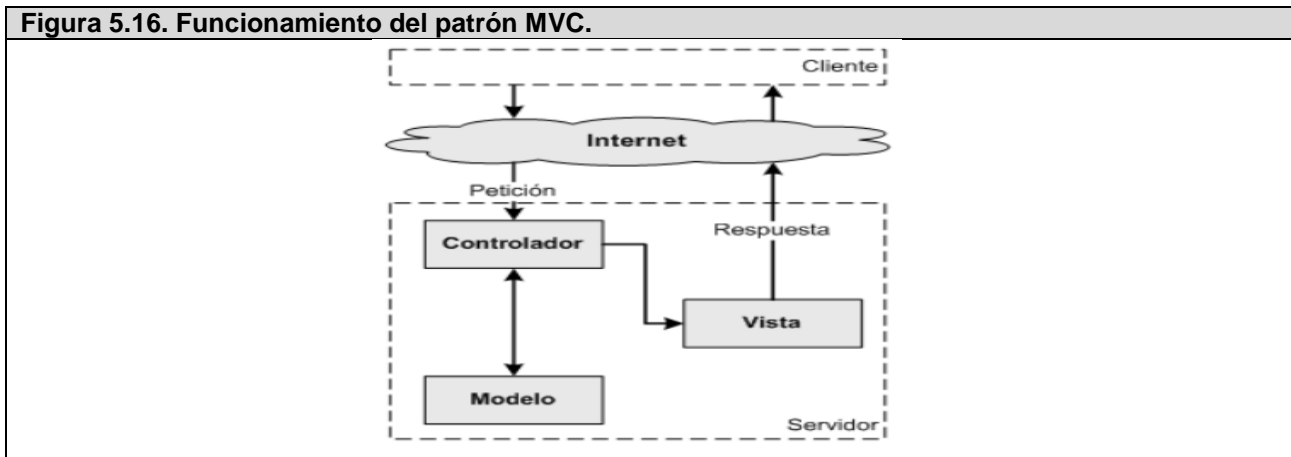 Figura 5.16. Funcionamiento del patrón MVC.
Cliente
Internet
Petición
Controlador
Respuesta
Vista
Modelo
Servidor